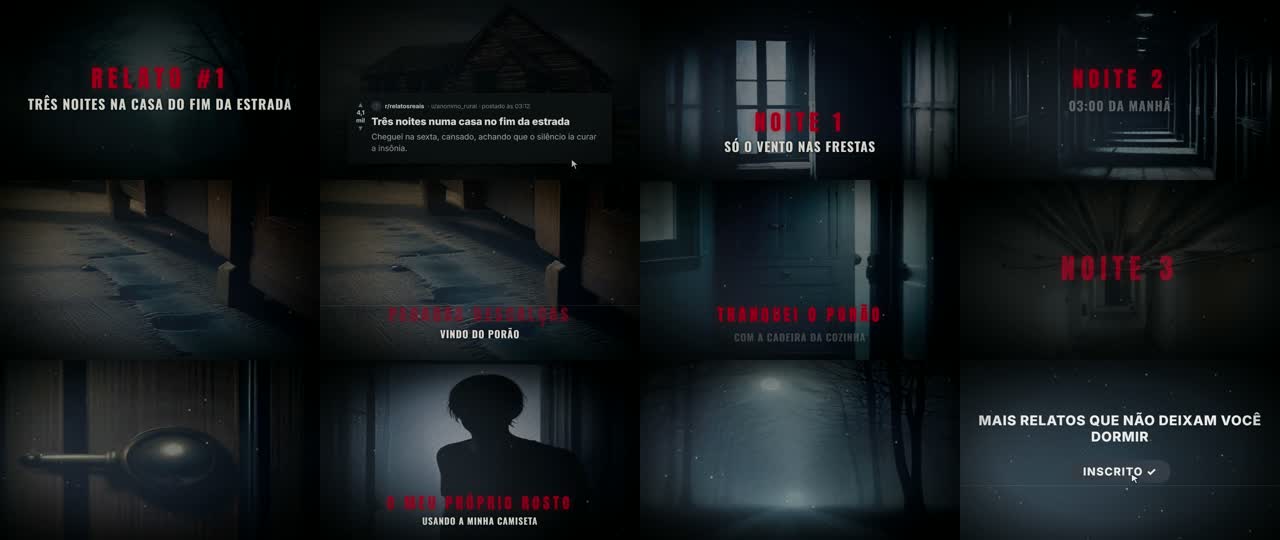 RELATO #1
TRÊS NOITES NA CASA DO FIM DA ESTRADA
r/relatosreais · u/anonimo_rural · postado às 03:12
4,1 mil
Três noites numa casa no fim da estrada
Cheguei na sexta, cansado, achando que o silêncio ia curar
a insônia.
NOITE 1
SÓ O VENTO NAS FRESTAS
NOITE 2
03:00 DA MANHÃ
VINDO DO PORÃO
TRANQUEI O PORÃO
COM A CADEIRA DA COZINHA
NOITE 3
O MEU PRÓPRIO ROSTO
USANDO A MINHA CAMISETA
MAIS RELATOS QUE NÃO DEIXAM VOCÊ
DORMIR
INSCRITO ✓